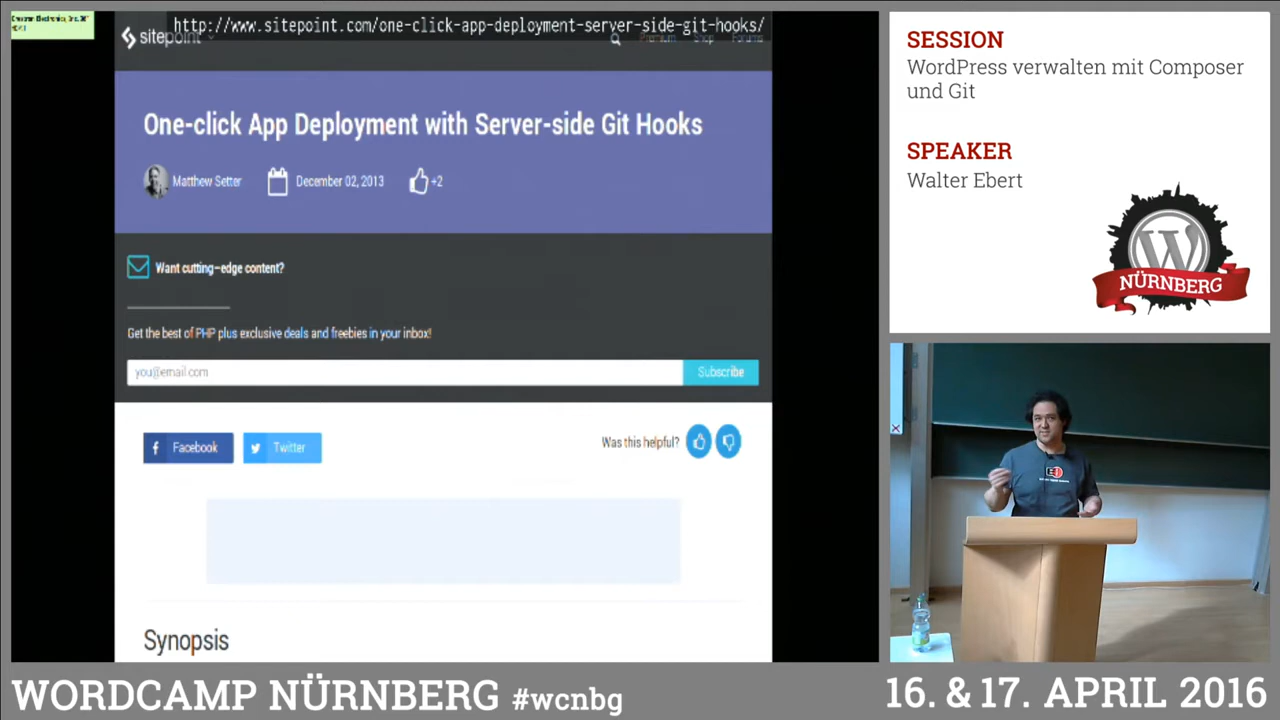 http://www.sitepoint.com/one-click-app-deployment-server-side-git-hooks/
sitepoint
Premium Shop Forums
One-click App Deployment with Server-side Git Hooks
Matthew Setter
December 02, 2013
+2
Want cutting-edge content?
Get the best of PHP plus exclusive deals and freebies in your inbox!
you@email.com
Subscribe
f Facebook
Twitter
Was this helpful?
Synopsis
SESSION
WordPress verwalten mit Composer
und Git
SPEAKER
Walter Ebert
W
NÜRNBERG
WORDCAMP NÜRNBERG #wcnbg
16. & 17. APRIL 2016